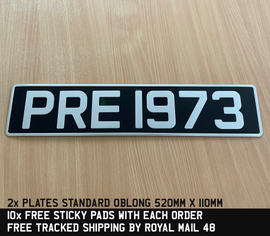 PRE 1973
2x PLATES STANDARD OBLONG 520MM X 110MM
10x FREE STICKY PADS WITH EACH ORDER
FREE TRACKED SHIPPING BY ROYAL MAIL 48